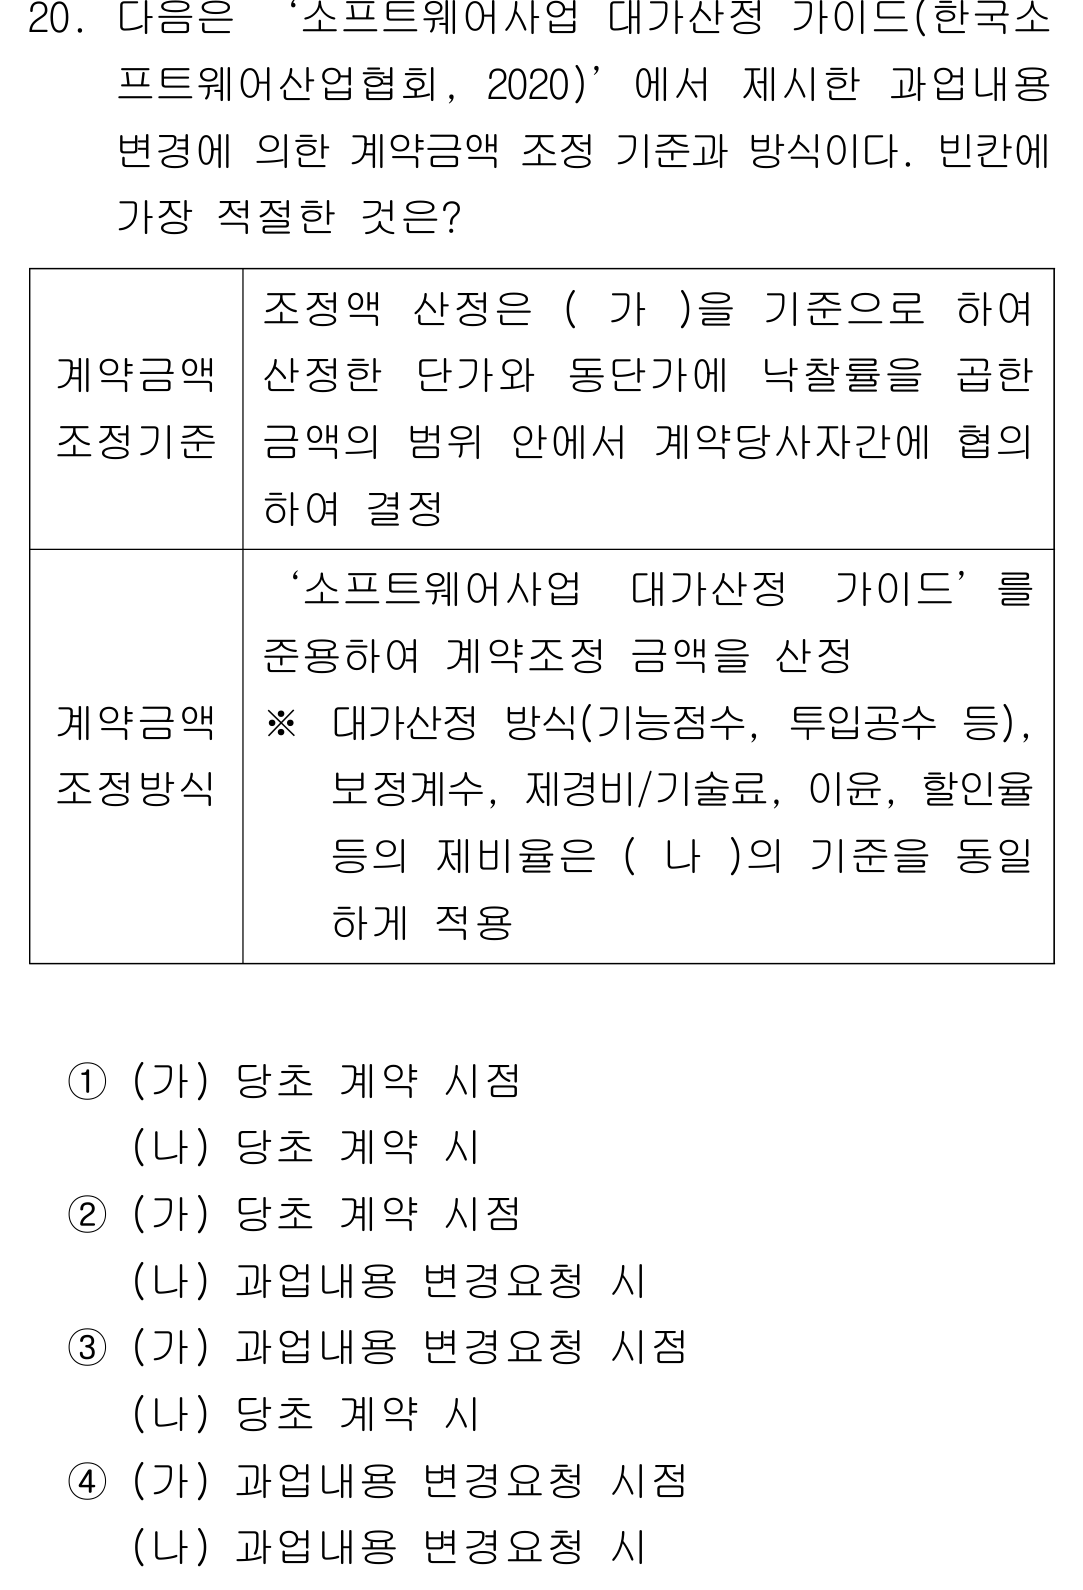 20. 다음은 ‘소프트웨어사업 대가산정 가이드(한국소
프트웨어산업협회, 2020)’에서 제시한 과업내용
변경에 의한 계약금액 조정 기준과 방식이다. 빈칸에
가장 적절한 것은?
조정액 산정은 ( 가 )을 기준으로 하여
계약금액 산정한 단가와 동단가에 낙찰률을 곱한
조정기준 금액의 범위 안에서 계약당사자간에 협의
하여 결정
‘소프트웨어사업 대가산정 가이드’를
준용하여 계약조정 금액을 산정
계약금액 ※ 대가산정 방식(기능점수, 투입공수 등),
조정방식 보정계수, 제경비/기술료, 이윤, 할인율
등의 제비율은 ( 나 )의 기준을 동일
하게 적용
① (가) 당초 계약 시점
(나) 당초 계약 시
② (가) 당초 계약 시점
(나) 과업내용 변경요청 시
③ (가) 과업내용 변경요청 시점
(나) 당초 계약 시
④ (가) 과업내용 변경요청 시점
(나) 과업내용 변경요청 시